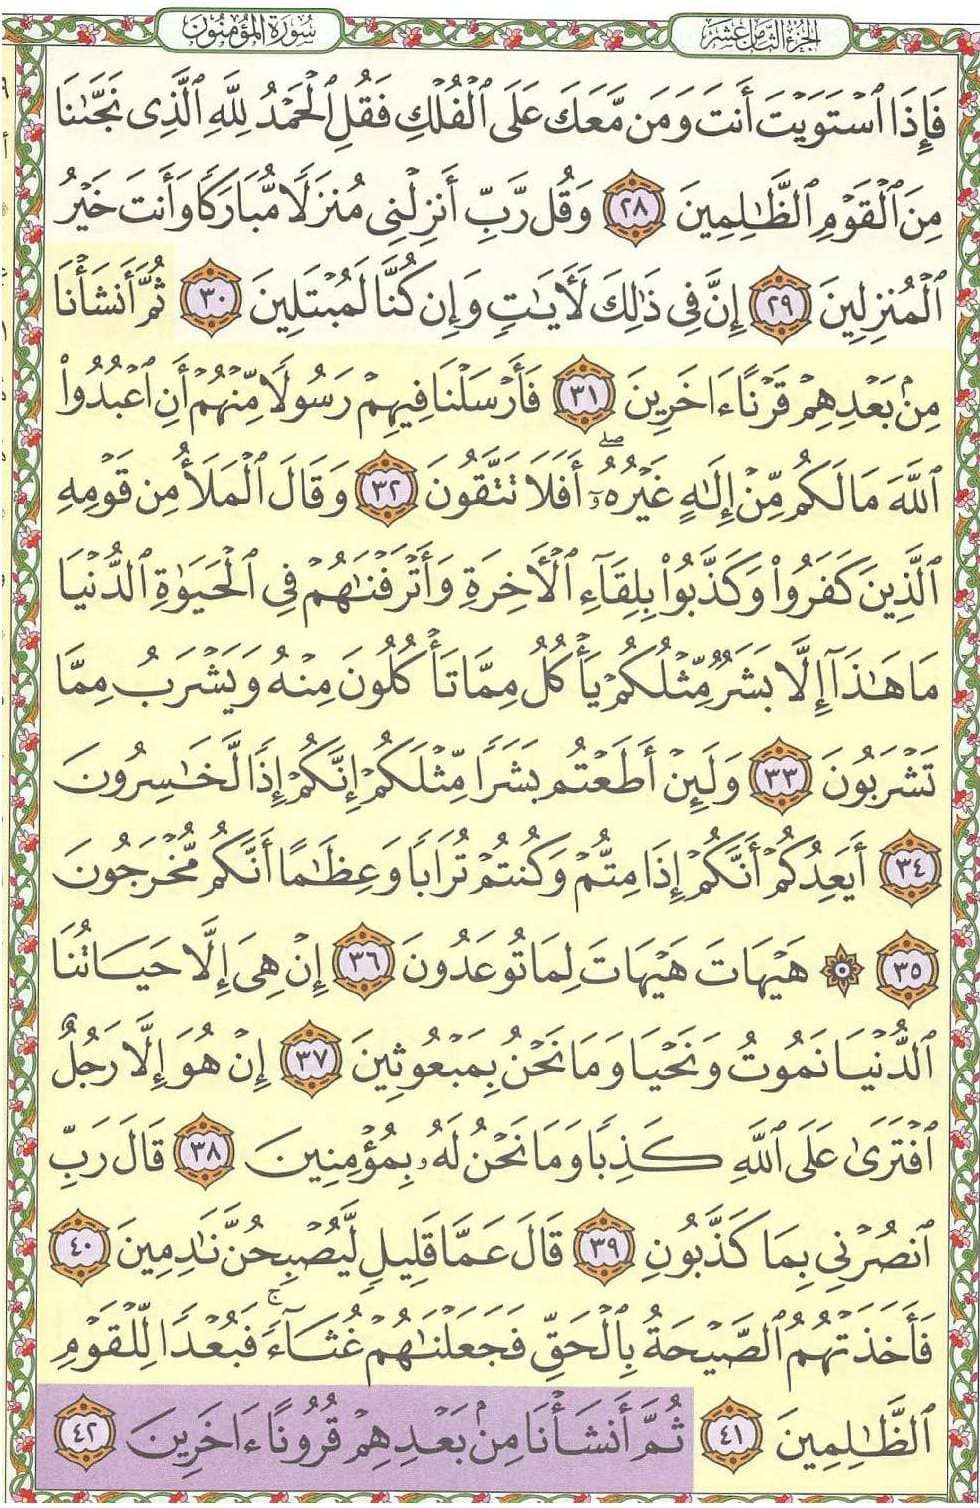 الجزء الثامن عشر
سورة المؤمنون
فَإِذَا ٱسْتَوَيْتَ أَنتَ وَمَن مَّعَكَ عَلَى ٱلْفُلْكِ فَقُلِ ٱلْحَمْدُ لِلَّهِ ٱلَّذِى نَجَّىٰنَا
مِنَ ٱلْقَوْمِ ٱلظَّٰلِمِينَ ٢٨ وَقُل رَّبِّ أَنزِلْنِى مُنزَلًا مُّبَارَكًا وَأَنتَ خَيْرُ
ٱلْمُنزِلِينَ ٢٩ إِنَّ فِى ذَٰلِكَ لَأٓيَٰتٍ وَإِن كُنَّا لَمُبْتَلِينَ ٣٠ ثُمَّ أَنشَأْنَا
مِنۢ بَعْدِهِمْ قَرْنًا ءَاخَرِينَ ٣١ فَأَرْسَلْنَا فِيهِمْ رَسُولًا مِّنْهُمْ أَنِ ٱعْبُدُوا۟
ٱللَّهَ مَا لَكُم مِّنْ إِلَٰهٍ غَيْرُهُۥٓ ۖ أَفَلَا تَتَّقُونَ ٣٢ وَقَالَ ٱلْمَلَأُ مِن قَوْمِهِ
ٱلَّذِينَ كَفَرُوا۟ وَكَذَّبُوا۟ بِلِقَآءِ ٱلْأَخِرَةِ وَأَتْرَفْنَٰهُمْ فِى ٱلْحَيَوٰةِ ٱلدُّنْيَا
مَا هَٰذَآ إِلَّا بَشَرٌ مِّثْلُكُمْ يَأْكُلُ مِمَّا تَأْكُلُونَ مِنْهُ وَيَشْرَبُ مِمَّا
تَشْرَبُونَ ٣٣ وَلَئِنْ أَطَعْتُم بَشَرًا مِّثْلَكُمْ إِنَّكُمْ إِذًا لَّخَٰسِرُونَ
٣٤ أَيَعِدُكُمْ أَنَّكُمْ إِذَا مِتُّمْ وَكُنتُمْ تُرَابًا وَعِظَٰمًا أَنَّكُم مُّخْرَجُونَ
٣٥ ۞ هَيْهَاتَ هَيْهَاتَ لِمَا تُوعَدُونَ ٣٦ إِنْ هِىَ إِلَّا حَيَاتُنَا
ٱلدُّنْيَا نَمُوتُ وَنَحْيَا وَمَا نَحْنُ بِمَبْعُوثِينَ ٣٧ إِنْ هُوَ إِلَّا رَجُلٌ
ٱفْتَرَىٰ عَلَى ٱللَّهِ كَذِبًا وَمَا نَحْنُ لَهُۥ بِمُؤْمِنِينَ ٣٨ قَالَ رَبِّ
ٱنصُرْنِى بِمَا كَذَّبُونِ ٣٩ قَالَ عَمَّا قَلِيلٍ لَّيُصْبِحُنَّ نَٰدِمِينَ ٤٠
فَأَخَذَتْهُمُ ٱلصَّيْحَةُ بِٱلْحَقِّ فَجَعَلْنَٰهُمْ غُثَآءً ۚ فَبُعْدًا لِّلْقَوْمِ
ٱلظَّٰلِمِينَ ٤١ ثُمَّ أَنشَأْنَا مِنۢ بَعْدِهِمْ قُرُونًا ءَاخَرِينَ ٤٢